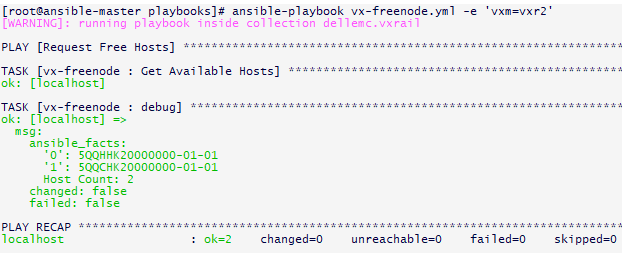 [root@ansible-master playbooks]# ansible-playbook vx-freenode.yml -e 'vxm=vxr2'
[WARNING]: running playbook inside collection dellemc.vxrail
PLAY [Request Free Hosts] **************************************************************
TASK [vx-freenode : Get Available Hosts] ***********************************************
ok: [localhost]
TASK [vx-freenode : debug] *************************************************************
ok: [localhost] =>
msg:
ansible_facts:
'0': 5QQHHK20000000-01-01
'1': 5QQCHK20000000-01-01
Host Count: 2
changed: false
failed: false
PLAY RECAP *****************************************************************************
localhost : ok=2 changed=0 unreachable=0 failed=0 skipped=0